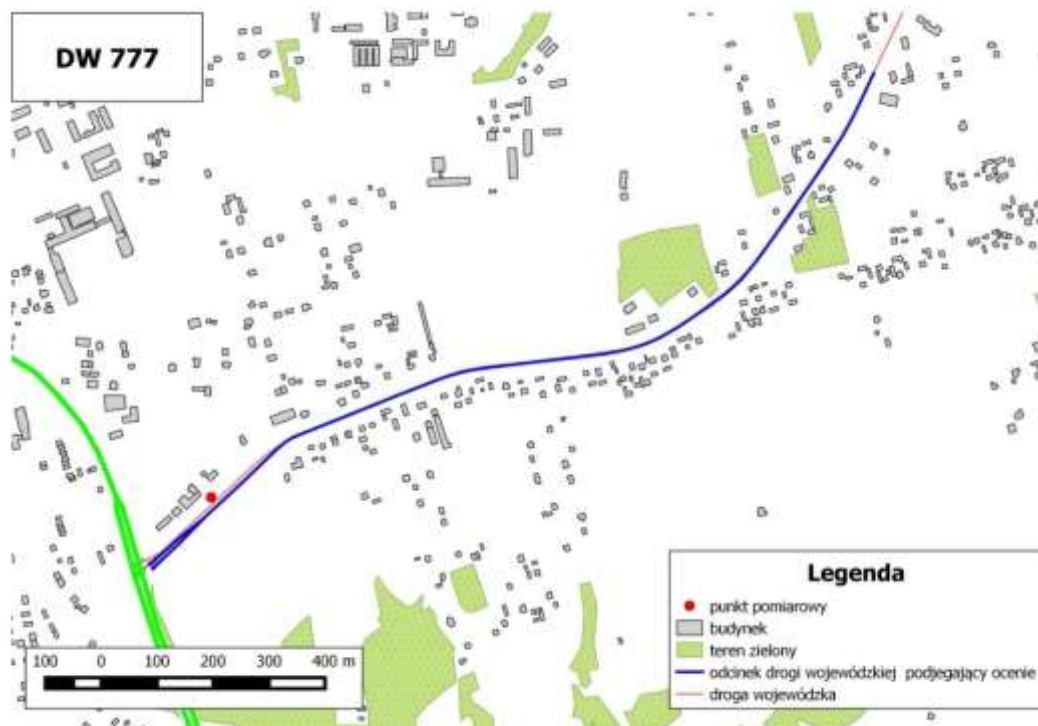 DW 777
Legenda
punkt pomiarowy
budynek
teren zielony
odcinek drogi wojewódzkiej podjegający ocenie
droga wojewódzka
100 0 100 200 300 400 m